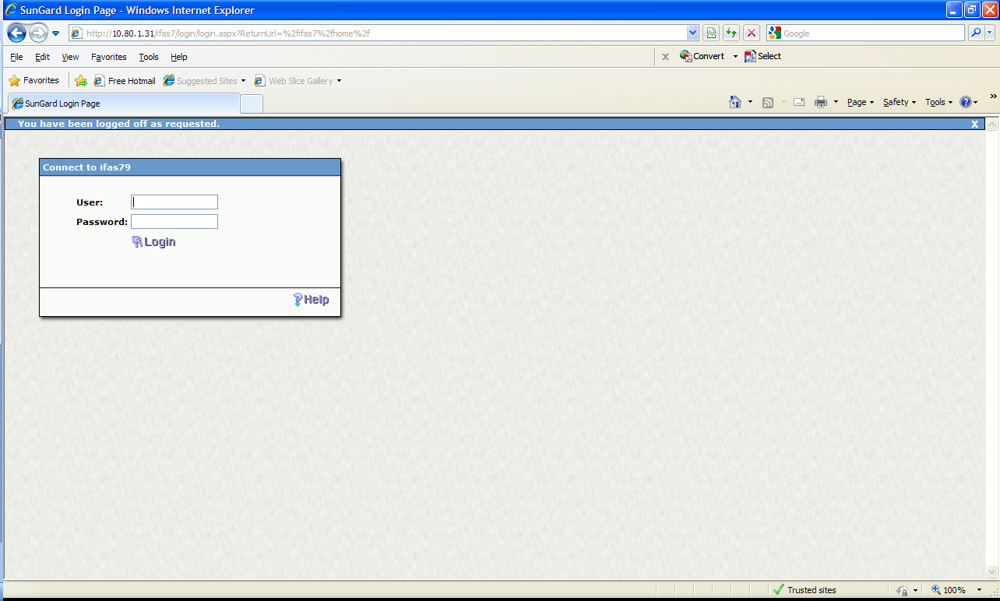 SunGard Login Page - Windows Internet Explorer
http://10.80.1.31/ifas7/login/login.aspx?ReturnUrl=%2fifas7%2fhome%2f
Google
File Edit View Favorites Tools Help
x Convert Select
Favorites Free Hotmail Suggested Sites Web Slice Gallery
SunGard Login Page
Page Safety Tools
You have been logged off as requested. X
Connect to ifas79
User:
Password:
Login
Help
Trusted sites 100%